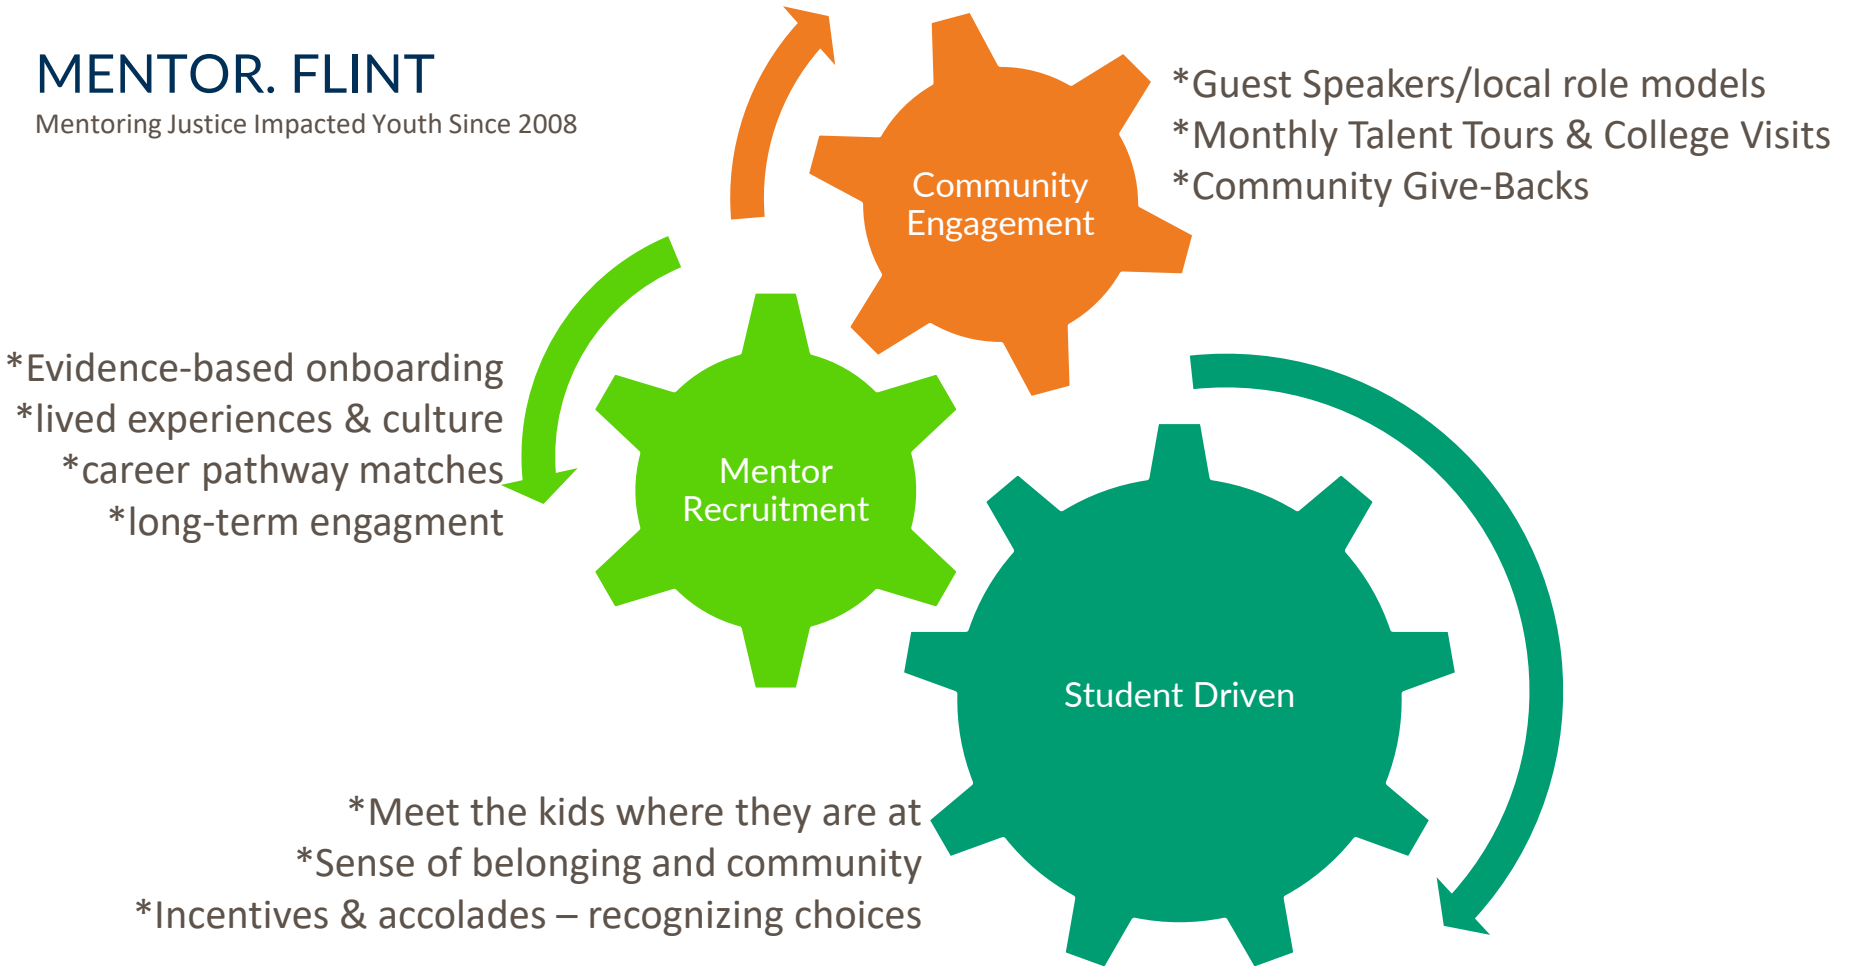 MENTOR. FLINT
Mentoring Justice Impacted Youth Since 2008
Community
Engagement
*Guest Speakers/local role models
*Monthly Talent Tours & College Visits
*Community Give-Backs
*Evidence-based onboarding
*lived experiences & culture
*career pathway matches
*long-term engagment
Mentor
Recruitment
Student Driven
*Meet the kids where they are at
*Sense of belonging and community
*Incentives & accolades – recognizing choices